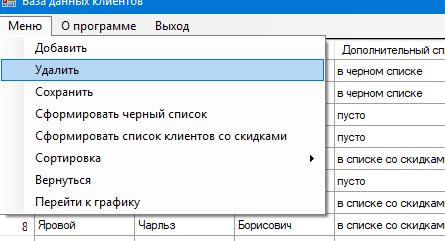 База данных клиентов
Меню О программе Выход
Добавить
Дополнительный сп
Удалить
в черном списке
Сохранить
в черном списке
Сформировать черный список
пусто
Сформировать список клиентов со скидками
пусто
Сортировка
в списке со скидкам
Вернуться
пусто
Перейти к графику
в списке со скидкам
8 Яровой Чарльз Борисович в списке со скидкам